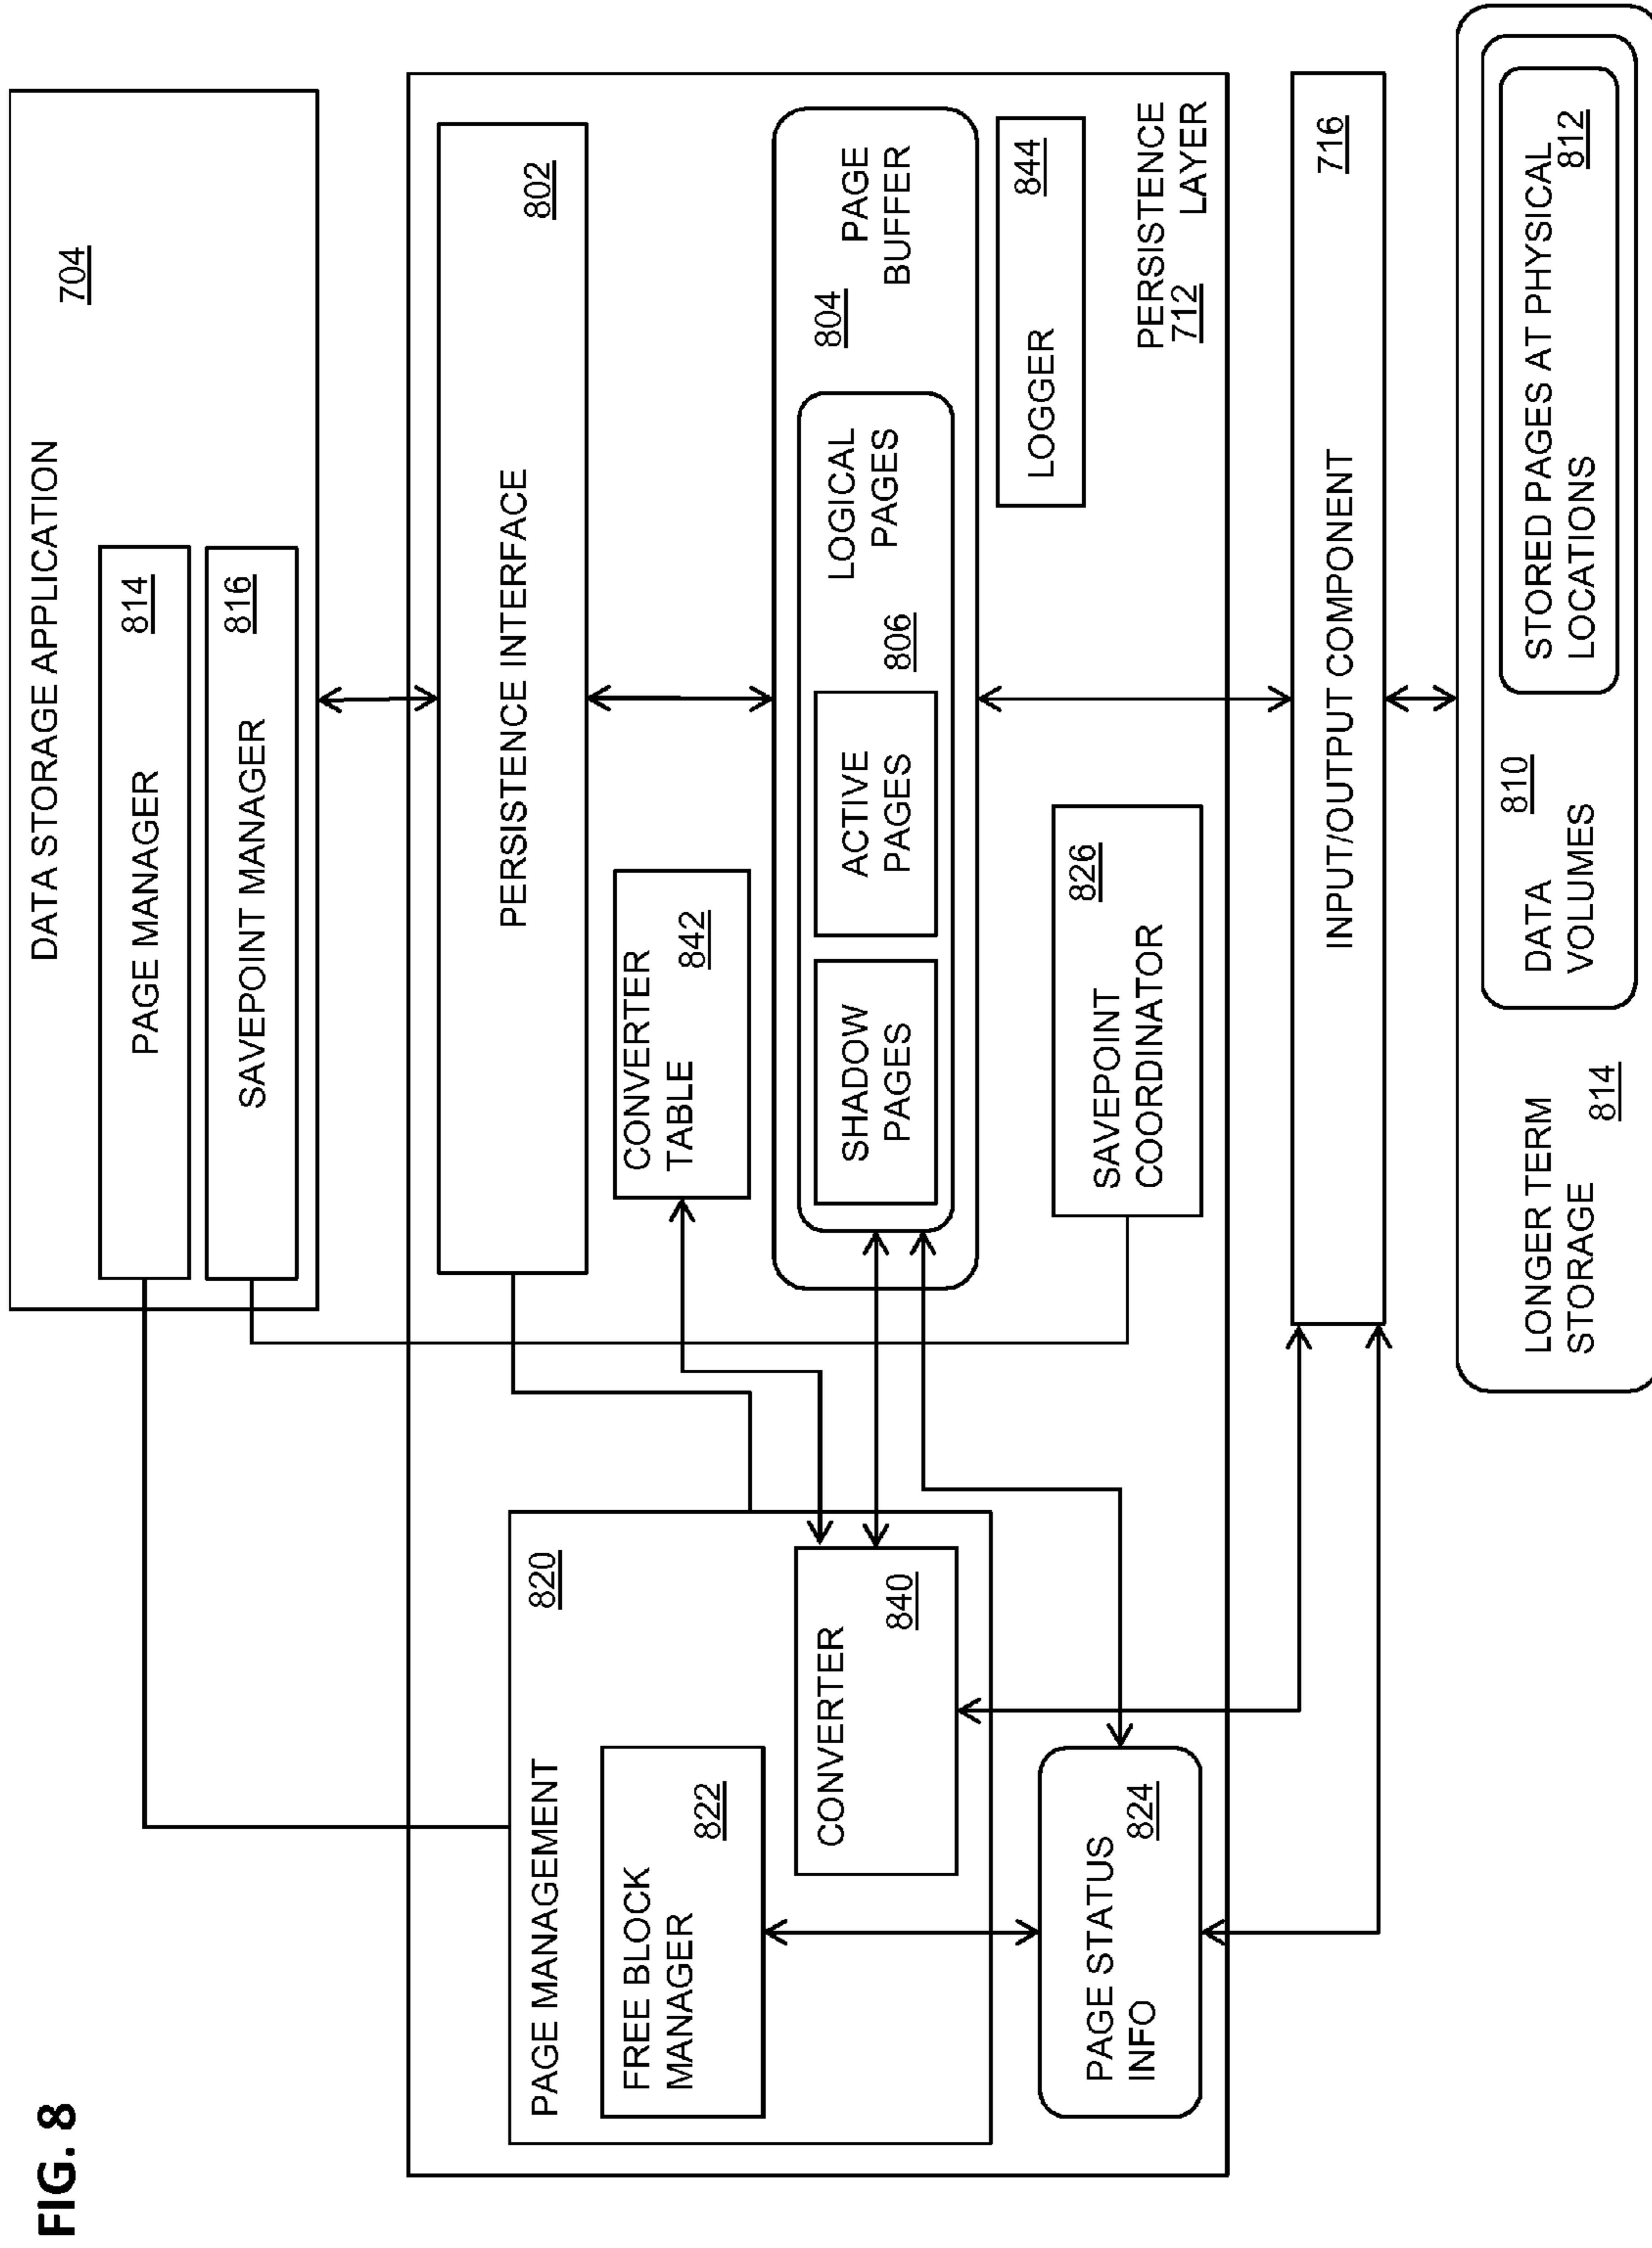 FIG. 8
DATA STORAGE APPLICATION
704
PAGE MANAGER
814
SAVEPOINT MANAGER
816
PERSISTENCE INTERFACE
802
PAGE MANAGEMENT
820
FREE BLOCK
MANAGER
822
CONVERTER
840
CONVERTER
TABLE
842
804
PAGE
BUFFER
LOGICAL
PAGES
806
SHADOW
PAGES
ACTIVE
PAGES
PAGE STATUS
INFO
824
SAVEPOINT
COORDINATOR
826
LOGGER
844
PERSISTENCE
LAYER
712
INPUT/OUTPUT COMPONENT
716
LONGER TERM
STORAGE
814
DATA
VOLUMES
810
STORED PAGES AT PHYSICAL
LOCATIONS
812